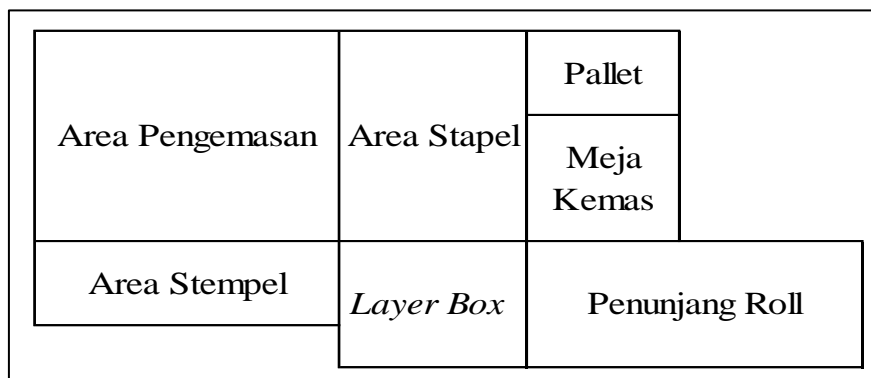 Pallet
Area Pengemasan
Area Stapel
Meja
Kemas
Area Stempel
Layer Box
Penunjang Roll